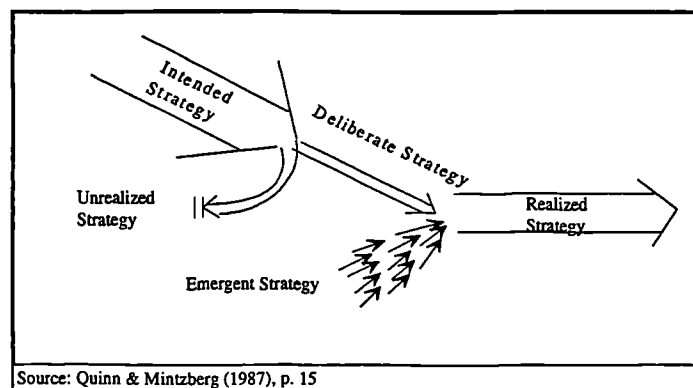 Intended
Strategy
Deliberate Strategy
Unrealized
Strategy
Realized
Strategy
Emergent Strategy
Source: Quinn & Mintzberg (1987), p. 15